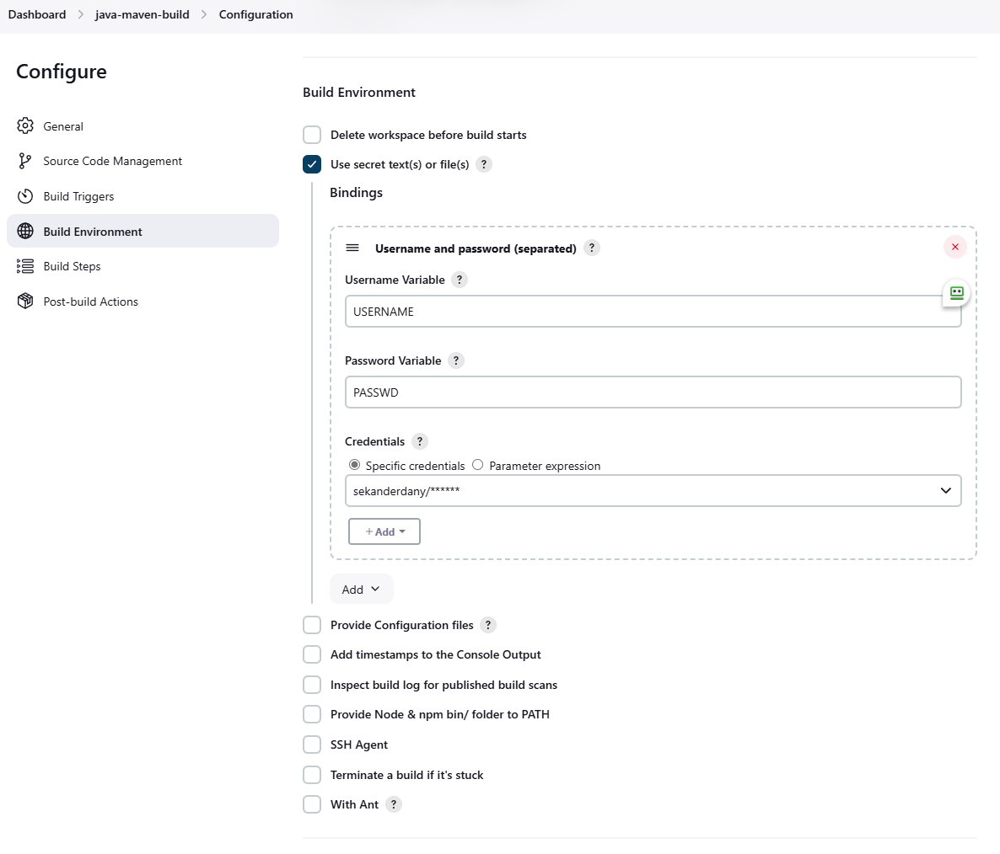 Dashboard > java-maven-build > Configuration
Configure
General
Source Code Management
Build Triggers
Build Environment
Build Steps
Post-build Actions
Build Environment
Delete workspace before build starts
Use secret text(s) or file(s) ?
Bindings
Username and password (separated) ?
Username Variable ?
USERNAME
Password Variable ?
PASSWD
Credentials ?
Specific credentials Parameter expression
sekanderdany/******
+ Add
Add
Provide Configuration files ?
Add timestamps to the Console Output
Inspect build log for published build scans
Provide Node & npm bin/ folder to PATH
SSH Agent
Terminate a build if it's stuck
With Ant ?